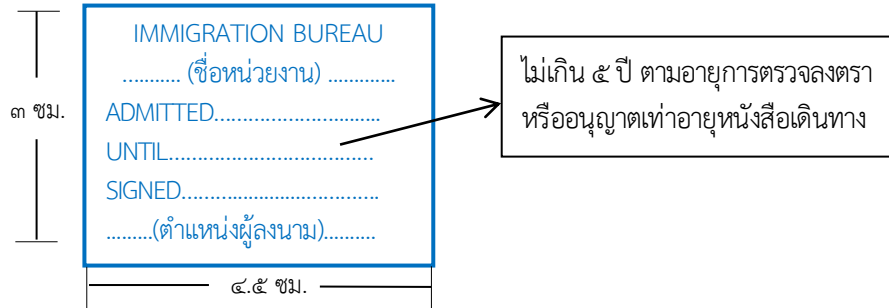 IMMIGRATION BUREAU
.......... (ชื่อหน่วยงาน) .............
ADMITTED..............................
UNTIL.....................................
SIGNED....................................
.........(ตำแหน่งผู้ลงนาม)..........
๓ ซม.
๔.๕ ซม.
ไม่เกิน ๕ ปี ตามอายุการตรวจลงตรา
หรืออนุญาตเท่าอายุหนังสือเดินทาง